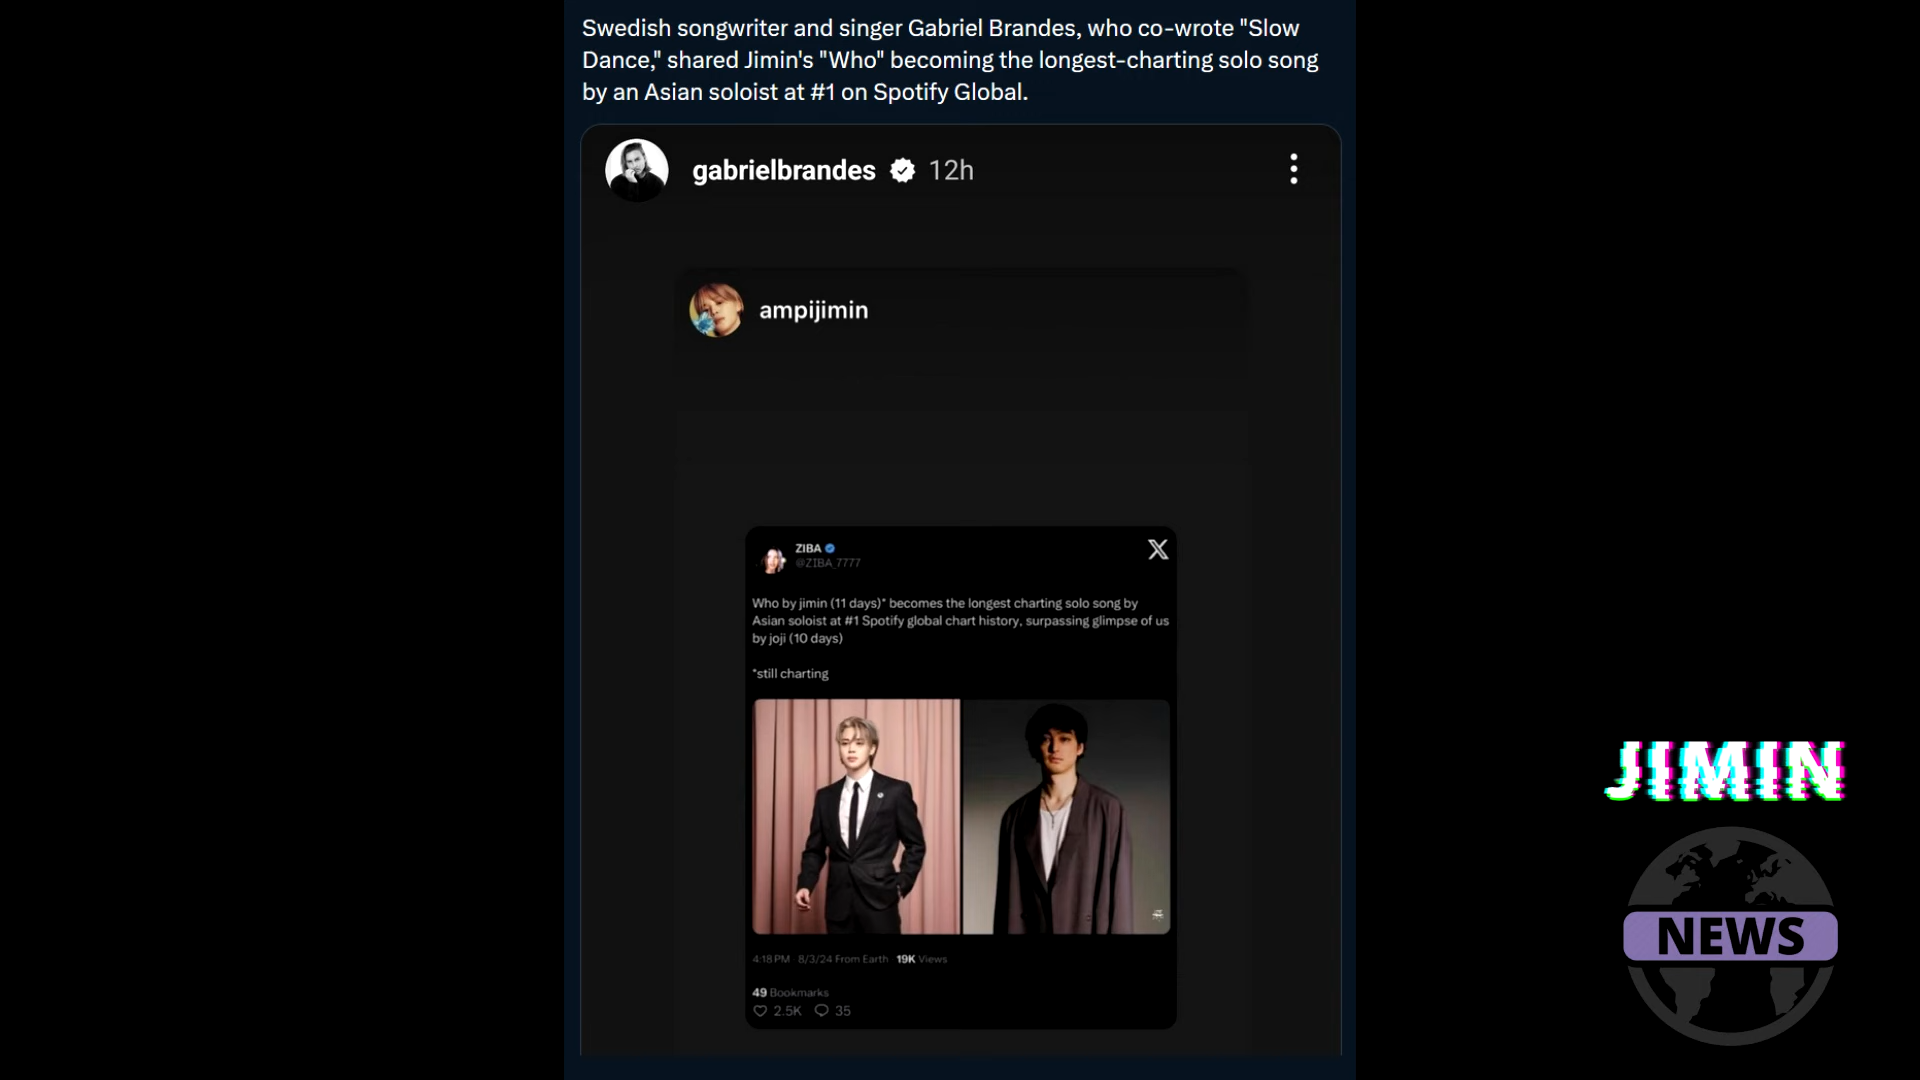 Swedish songwriter and singer Gabriel Brandes, who co-wrote "Slow
Dance," shared Jimin's "Who" becoming the longest-charting solo song
by an Asian soloist at #1 on Spotify Global.
gabrielbrandes 12h
ampijimin
ZIBA
@ZIBA_7777
Who by jimin (11 days)* becomes the longest charting solo song by
Asian soloist at #1 Spotify global chart history, surpassing glimpse of us
by joji (10 days)
*still charting
4:18 PM · 8/3/24 From Earth · 19K Views
49 Bookmarks
2.5K 35
JIMIN
NEWS